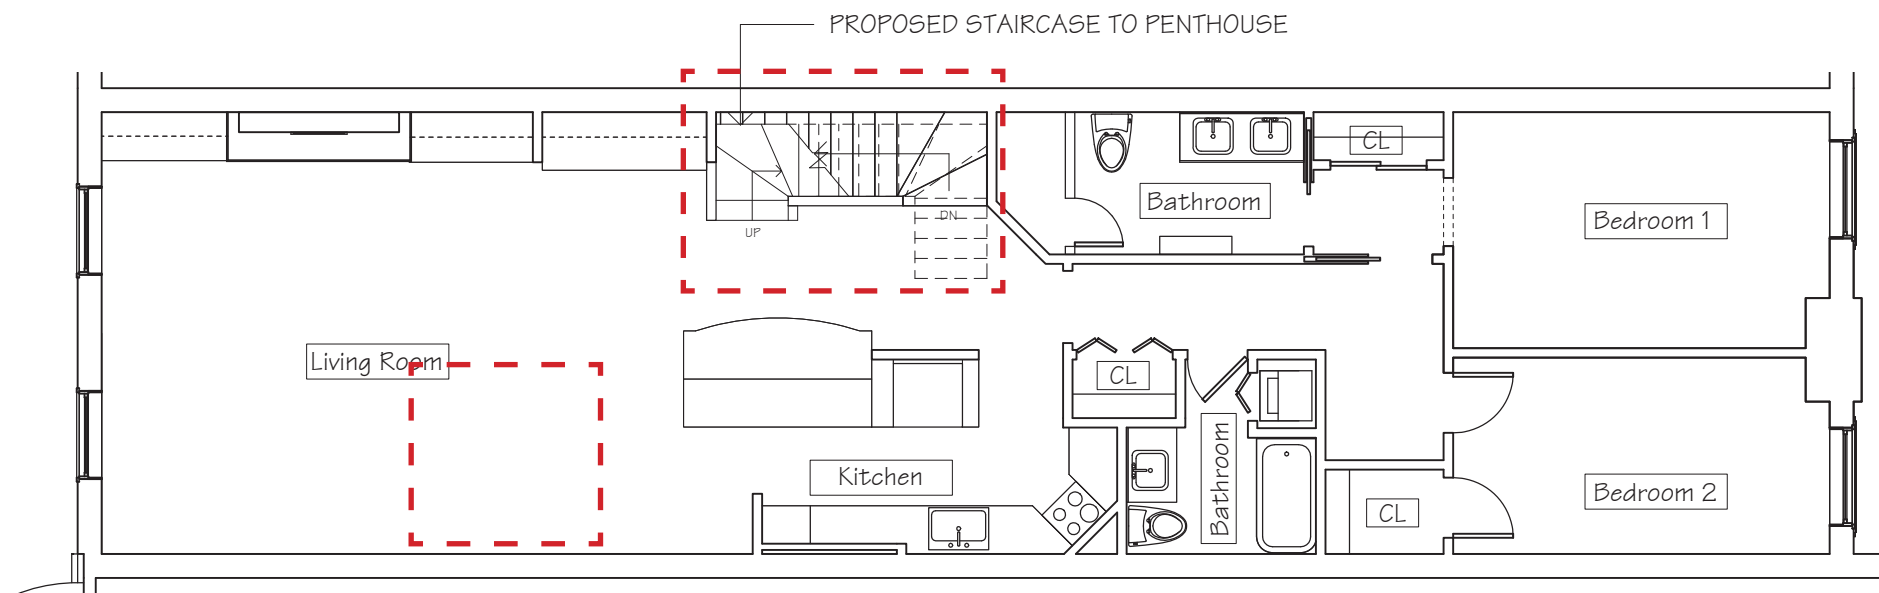 PROPOSED STAIRCASE TO PENTHOUSE
CL
Bathroom
Bedroom 1
DN
UP
Living Room
CL
Kitchen
Bathroom
Bedroom 2
CL